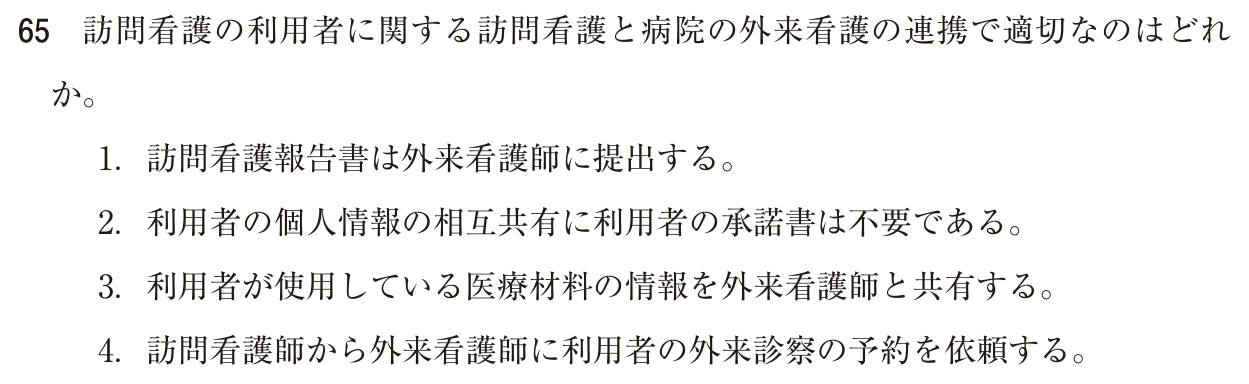 65 訪問看護の利用者に関する訪問看護と病院の外来看護の連携で適切なのはどれ
か。
1. 訪問看護報告書は外来看護師に提出する。
2. 利用者の個人情報の相互共有に利用者の承諾書は不要である。
3. 利用者が使用している医療材料の情報を外来看護師と共有する。
4. 訪問看護師から外来看護師に利用者の外来診察の予約を依頼する。